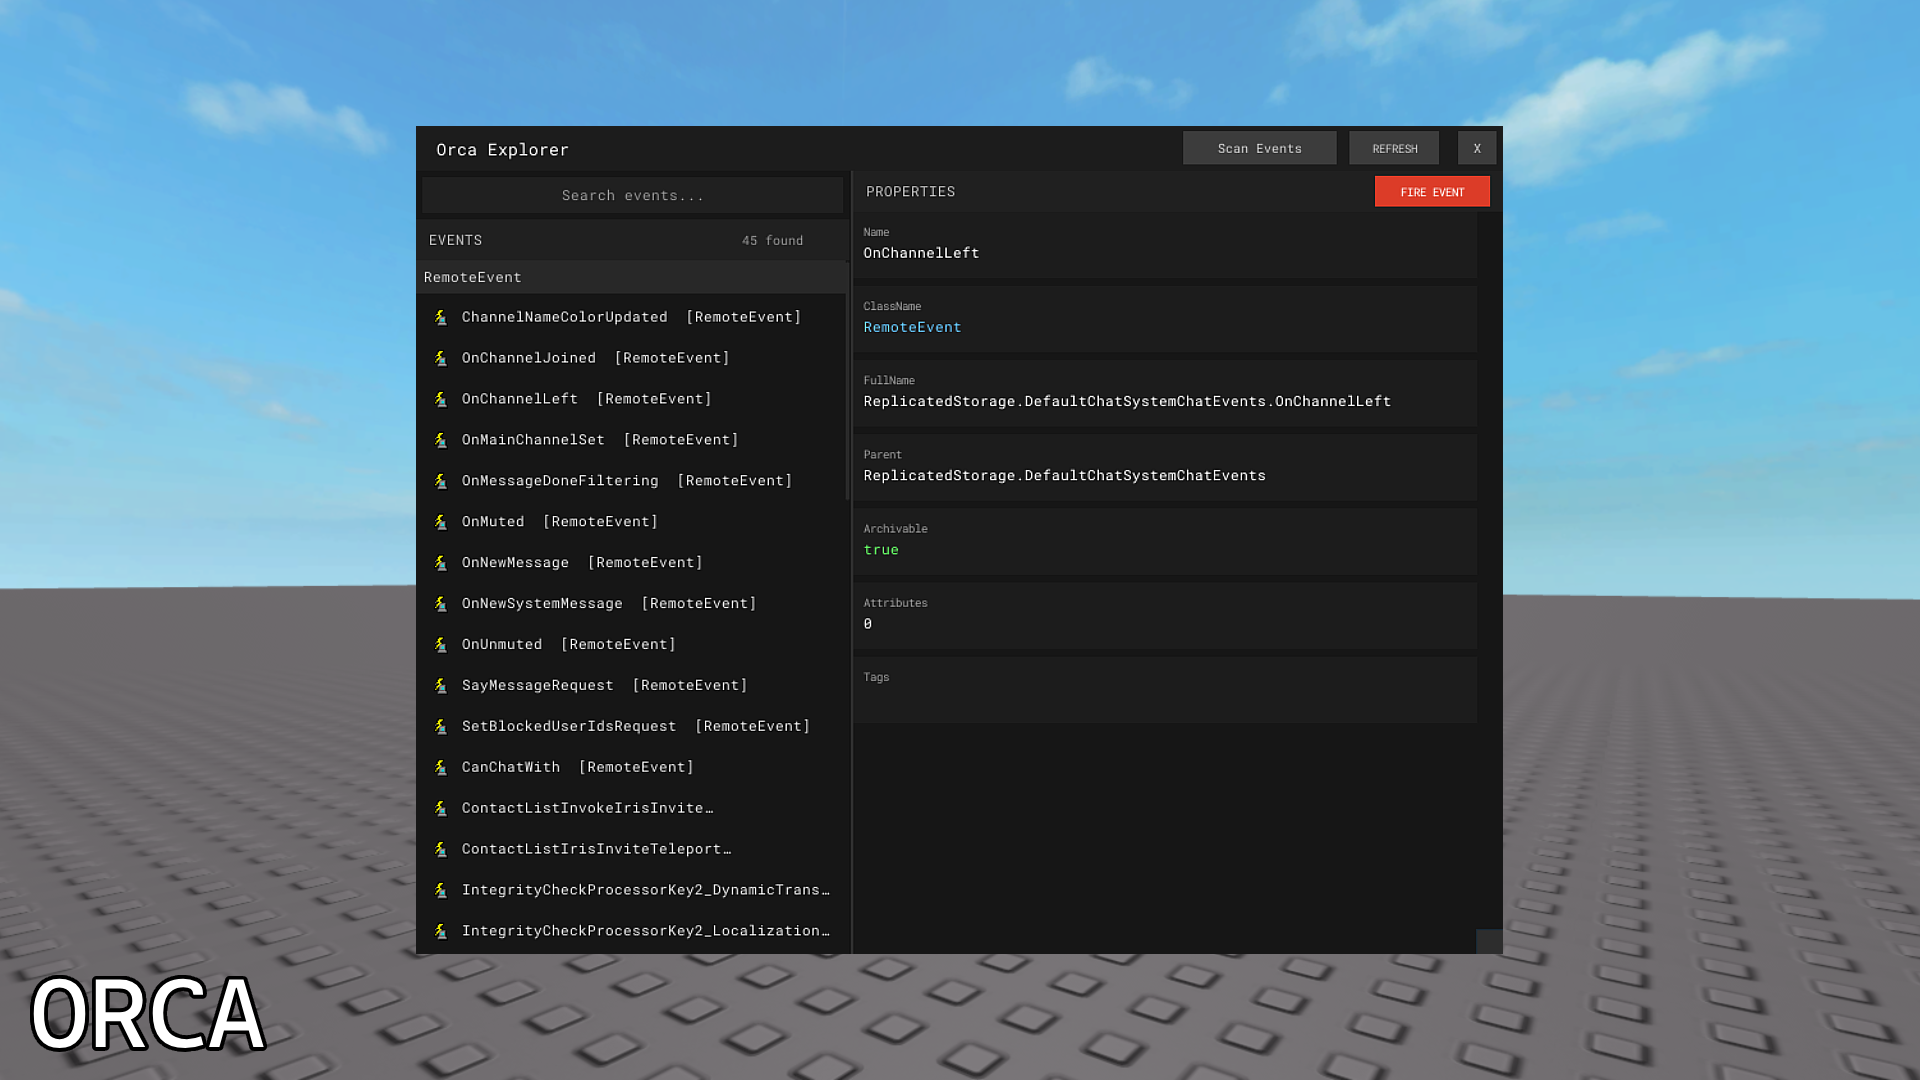 Orca Explorer
Scan Events
REFRESH
X
Search events...
EVENTS
45 found
RemoteEvent
ChannelNameColorUpdated [RemoteEvent]
OnChannelJoined [RemoteEvent]
OnChannelLeft [RemoteEvent]
OnMainChannelSet [RemoteEvent]
OnMessageDoneFiltering [RemoteEvent]
OnMuted [RemoteEvent]
OnNewMessage [RemoteEvent]
OnNewSystemMessage [RemoteEvent]
OnUnmuted [RemoteEvent]
SayMessageRequest [RemoteEvent]
SetBlockedUserIdsRequest [RemoteEvent]
CanChatWith [RemoteEvent]
ContactListInvokeIrisInvite…
ContactListIrisInviteTeleport…
IntegrityCheckProcessorKey2_DynamicTrans…
IntegrityCheckProcessorKey2_Localization…
PROPERTIES
FIRE EVENT
Name
OnChannelLeft
ClassName
RemoteEvent
FullName
ReplicatedStorage.DefaultChatSystemChatEvents.OnChannelLeft
Parent
ReplicatedStorage.DefaultChatSystemChatEvents
Archivable
true
Attributes
0
Tags
ORCA